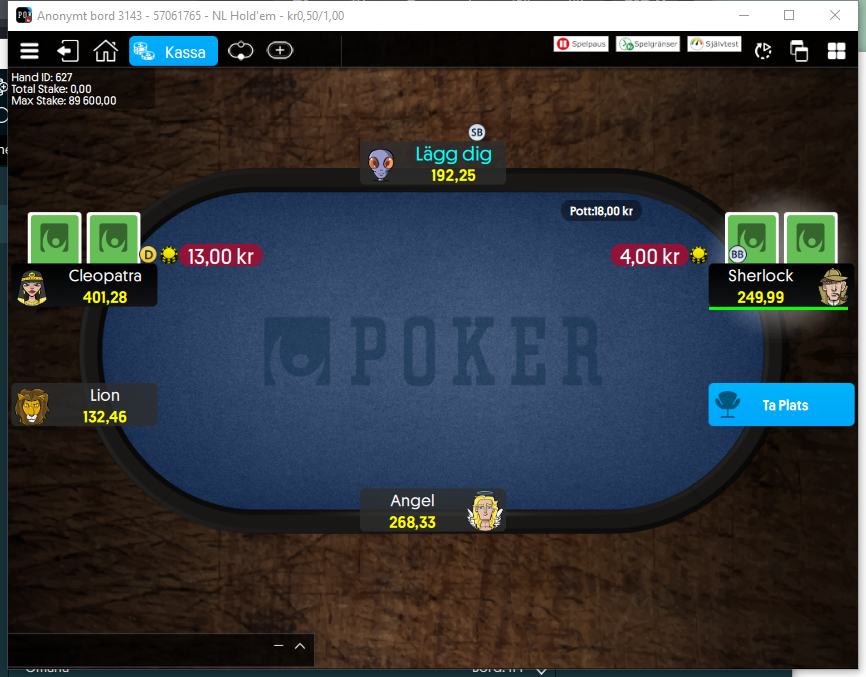 Anonymt bord 3143 - 57061765 - NL Hold'em - kr0,50/1,00
Kassa
Spelpaus
Spelgränser
Självtest
Hand ID: 627
Total Stake: 0,00
Max Stake: 89 600,00
SB
Lägg dig
192,25
Pott:18,00 kr
D
13,00 kr
4,00 kr
BB
Cleopatra
401,28
Sherlock
249,99
POKER
Lion
132,46
Ta Plats
Angel
268,33